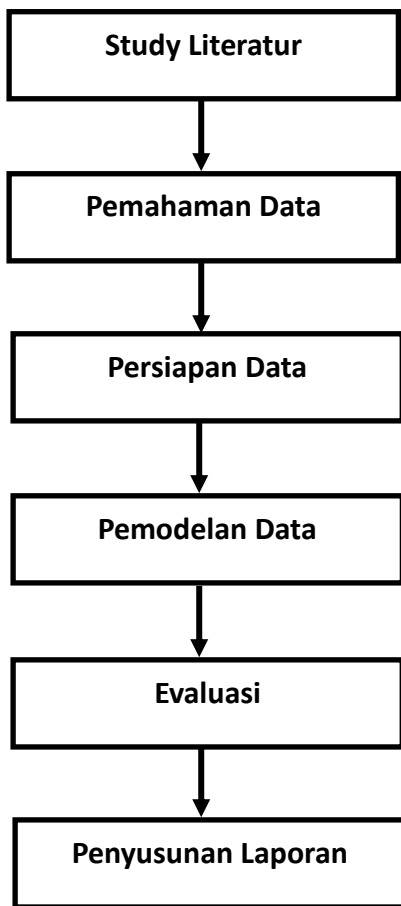 Study Literatur
Pemahaman Data
Persiapan Data
Pemodelan Data
Evaluasi
Penyusunan Laporan